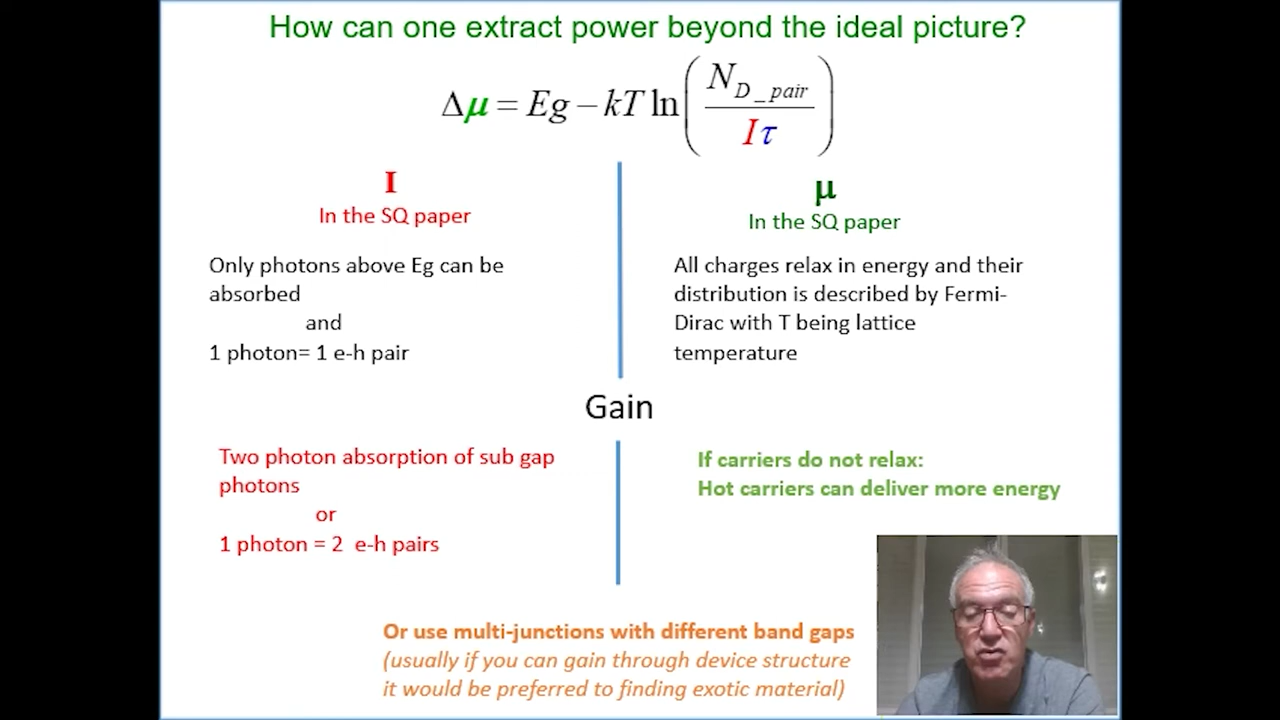 How can one extract power beyond the ideal picture?
Δμ = Eg − kT ln( N_{D_pair} / Iτ )
I
In the SQ paper
Only photons above Eg can be
absorbed
and
1 photon= 1 e-h pair
μ
In the SQ paper
All charges relax in energy and their
distribution is described by Fermi-
Dirac with T being lattice
temperature
Gain
Two photon absorption of sub gap
photons
or
1 photon = 2 e-h pairs
If carriers do not relax:
Hot carriers can deliver more energy
Or use multi-junctions with different band gaps
(usually if you can gain through device structure
it would be preferred to finding exotic material)